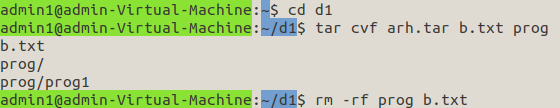 admin1@admin-Virtual-Machine:~$ cd d1
admin1@admin-Virtual-Machine:~/d1$ tar cvf arh.tar b.txt prog
b.txt
prog/
prog/prog1
admin1@admin-Virtual-Machine:~/d1$ rm -rf prog b.txt